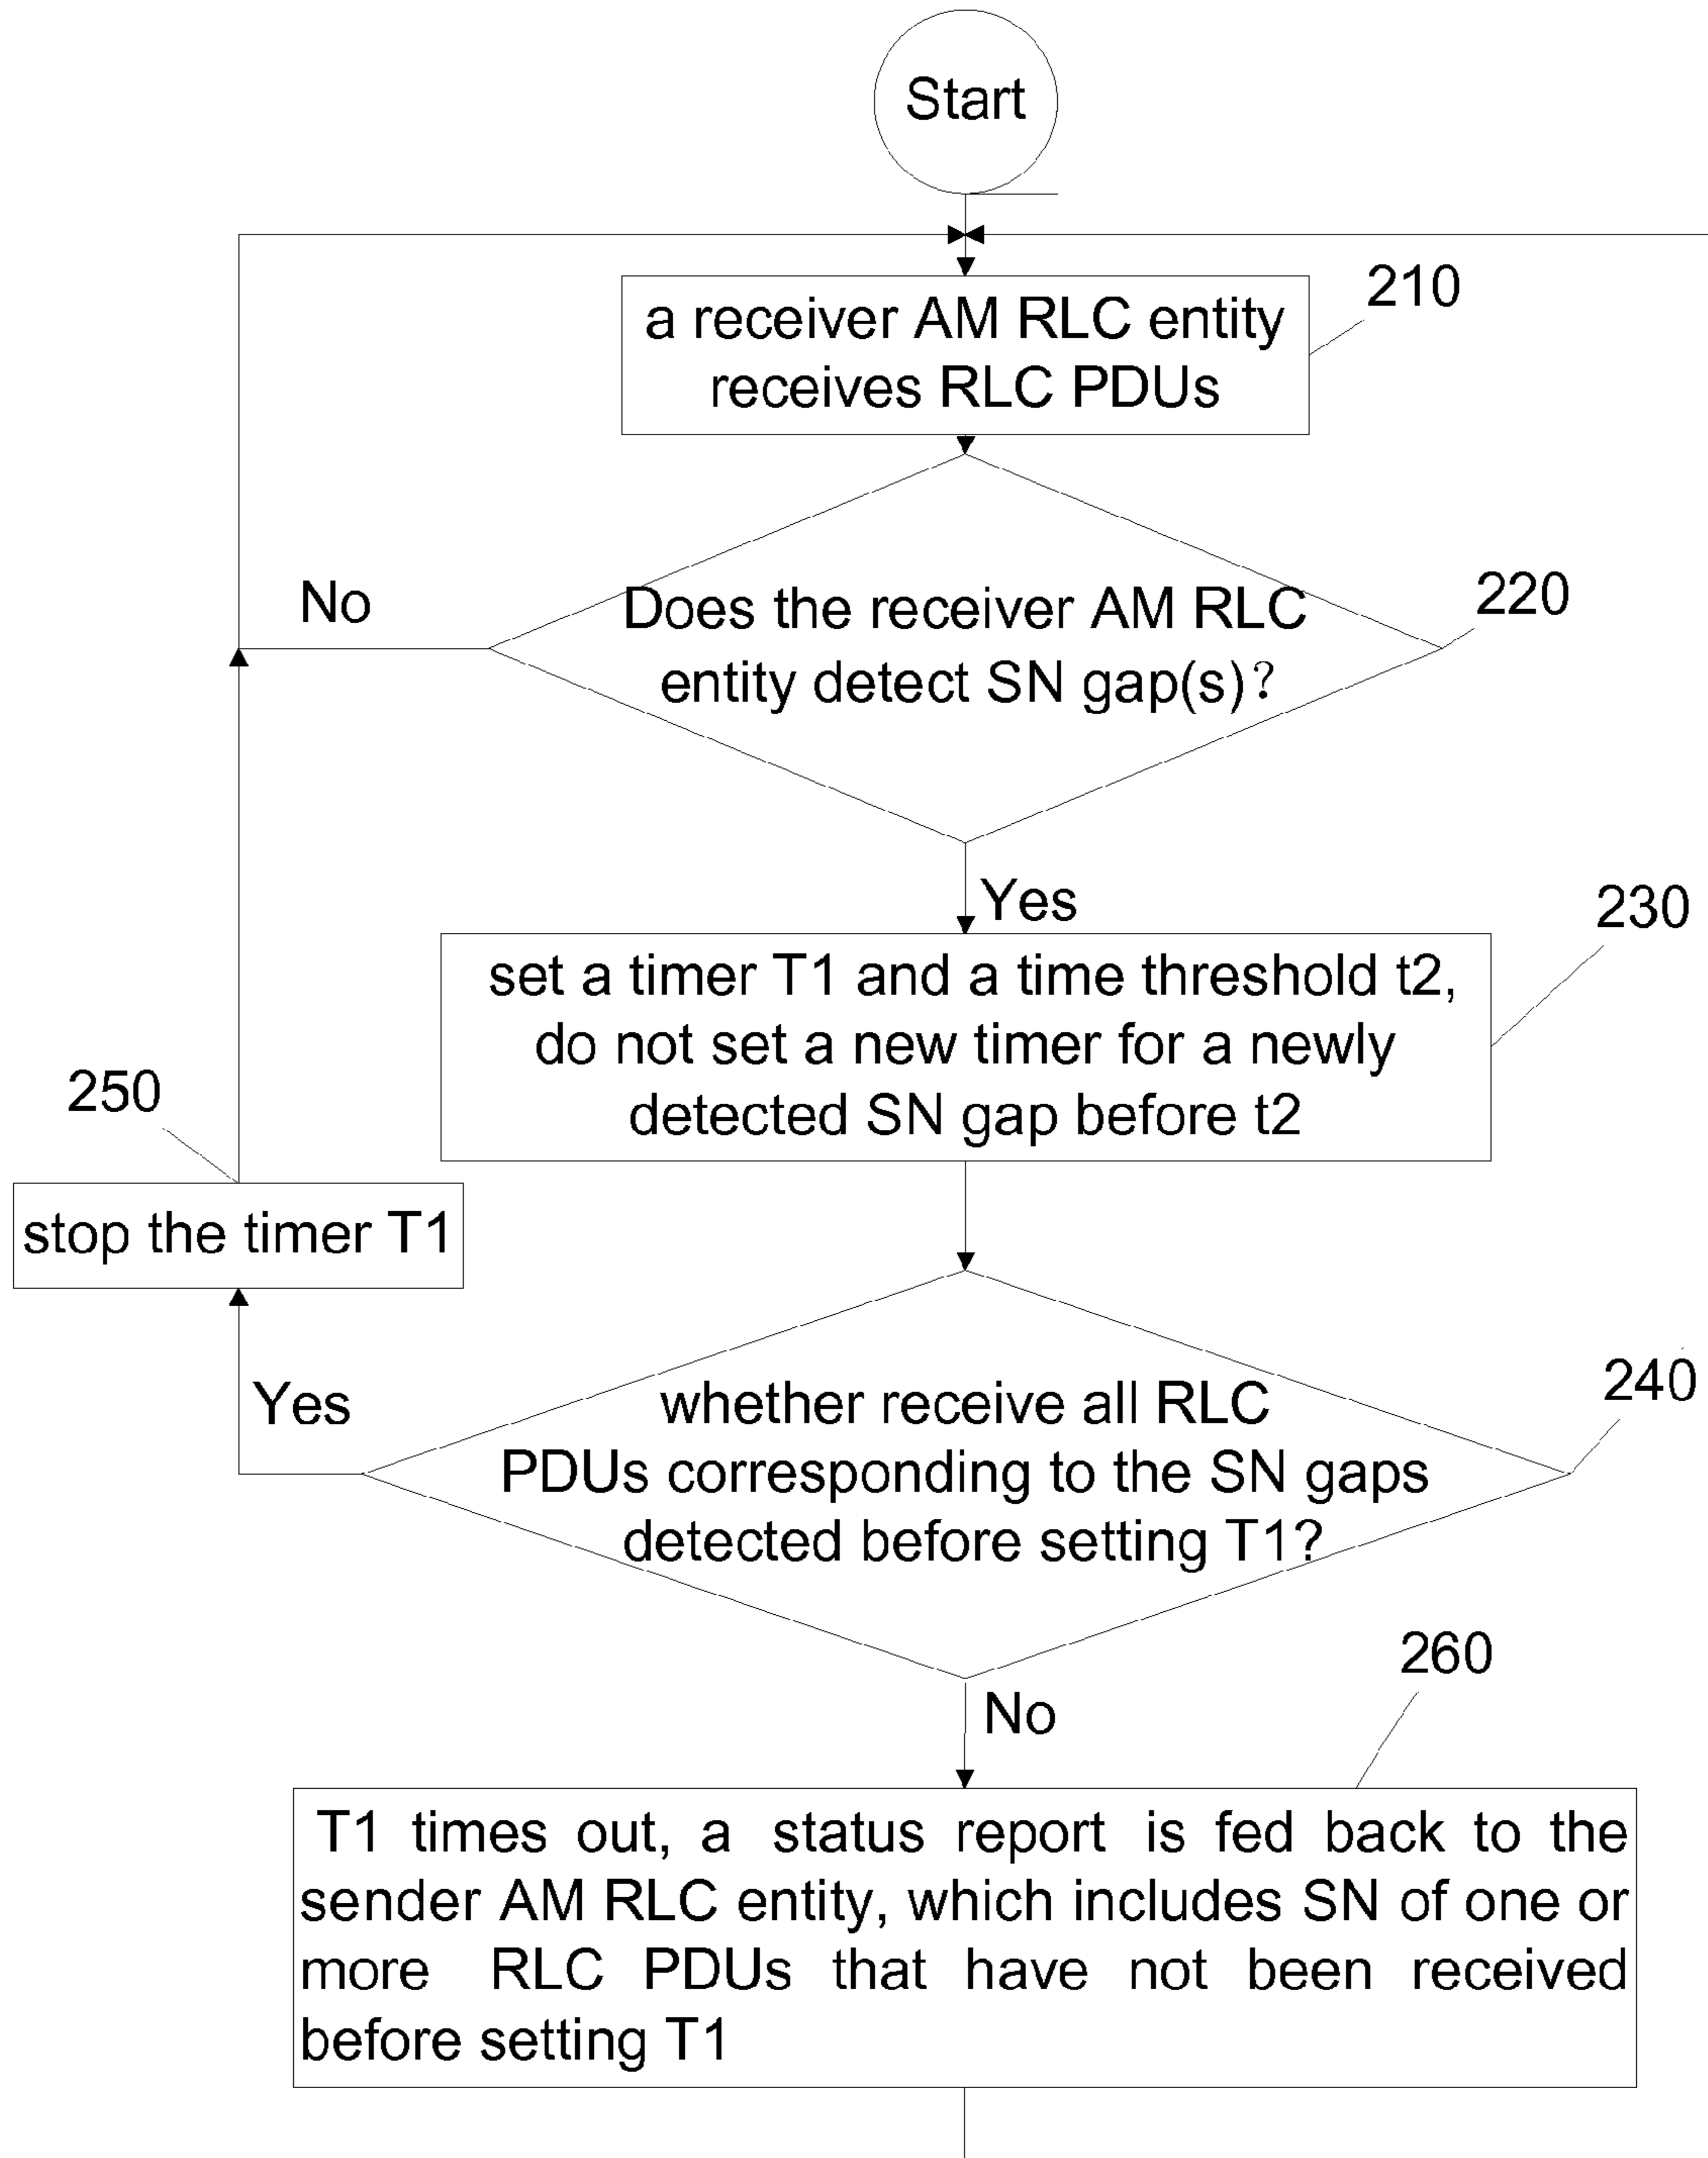 Start
a receiver AM RLC entity
receives RLC PDUs
210
No
Does the receiver AM RLC
entity detect SN gap(s)?
220
Yes
230
set a timer T1 and a time threshold t2,
do not set a new timer for a newly
detected SN gap before t2
250
stop the timer T1
Yes
whether receive all RLC
PDUs corresponding to the SN gaps
detected before setting T1?
240
No
260
T1 times out, a status report is fed back to the
sender AM RLC entity, which includes SN of one or
more RLC PDUs that have not been received
before setting T1